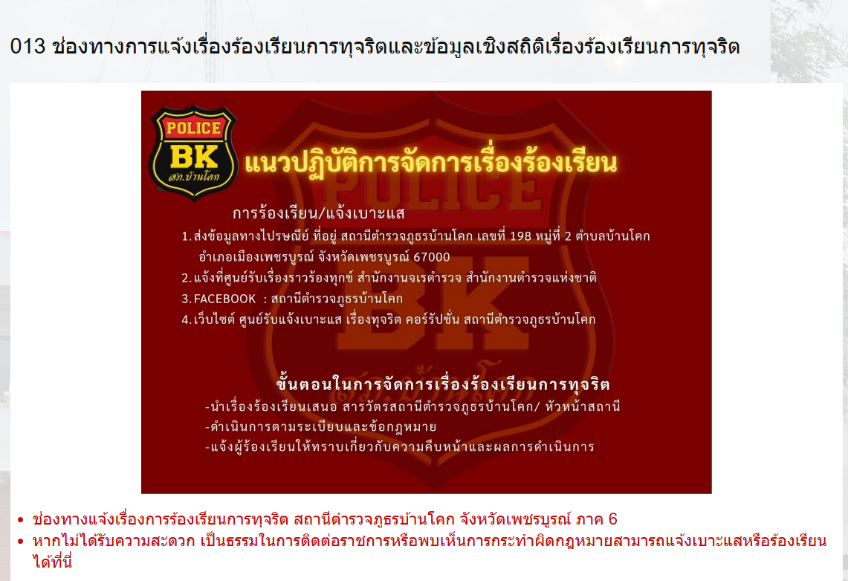 013 ช่องทางการแจ้งเรื่องร้องเรียนการทุจริตและข้อมูลเชิงสถิติเรื่องร้องเรียนการทุจริต
POLICE
BK
สภ.บ้านโคก
แนวปฏิบัติการจัดการเรื่องร้องเรียน
การร้องเรียน/แจ้งเบาะแส
1.ส่งข้อมูลทางไปรษณีย์ ที่อยู่ สถานีตำรวจภูธรบ้านโคก เลขที่ 198 หมู่ที่ 2 ตำบลบ้านโคก
อำเภอเมืองเพชรบูรณ์ จังหวัดเพชรบูรณ์ 67000
2.แจ้งที่ศูนย์รับเรื่องราวร้องทุกข์ สำนักงานจเรตำรวจ สำนักงานตำรวจแห่งชาติ
3.FACEBOOK : สถานีตำรวจภูธรบ้านโคก
4.เว็บไซต์ ศูนย์รับแจ้งเบาะแส เรื่องทุจริต คอร์รัปชั่น สถานีตำรวจภูธรบ้านโคก
POLICE
BK
สภ.บ้านโคก
ขั้นตอนในการจัดการเรื่องร้องเรียนการทุจริต
-นำเรื่องร้องเรียนเสนอ สารวัตรสถานีตำรวจภูธรบ้านโคก/ หัวหน้าสถานี
-ดำเนินการตามระเบียบและข้อกฎหมาย
-แจ้งผู้ร้องเรียนให้ทราบเกี่ยวกับความคืบหน้าและผลการดำเนินการ
• ช่องทางแจ้งเรื่องการร้องเรียนการทุจริต สถานีตำรวจภูธรบ้านโคก จังหวัดเพชรบูรณ์ ภาค 6
• หากไม่ได้รับความสะดวก เป็นธรรมในการติดต่อราชการหรือพบเห็นการกระทำผิดกฎหมายสามารถแจ้งเบาะแสหรือร้องเรียน
ได้ที่นี่